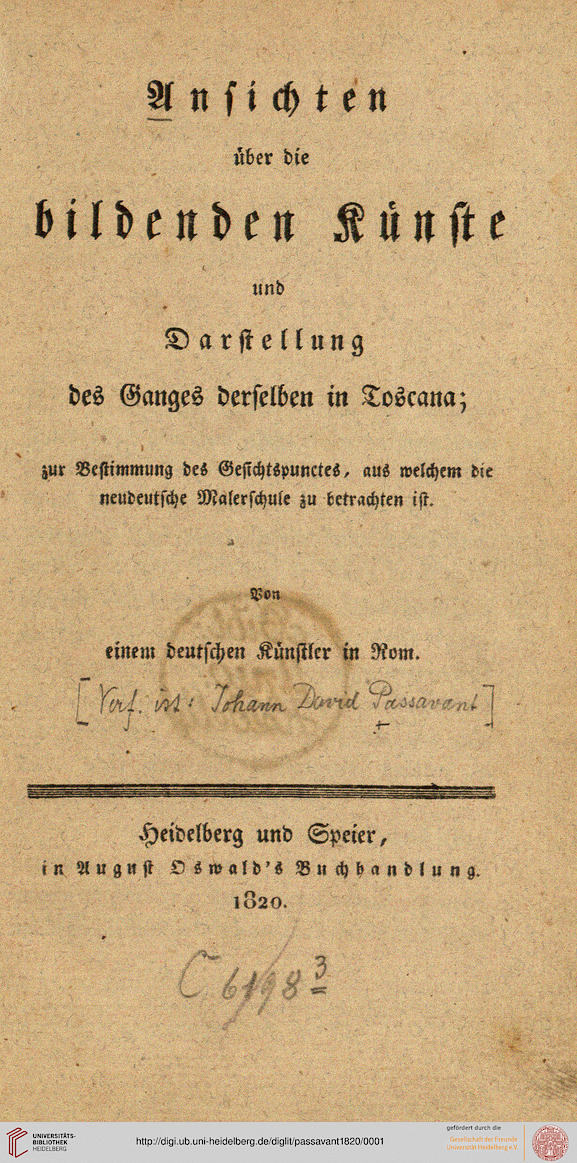 Ansichten
über die
bildenden Künste
und
Darstellung
des Ganges derselben in Toscana;
zur Bestimmung des Gesichtspunctes, aus welchem die
neudeutsche Malerschule zu betrachten ist.
Von
einem deutschen Künstler in Rom.
[Verf. ist: Johann David Passavant]
Heidelberg und Speier,
in August Oswald's Buchhandlung.
1820.
C 6198 3
UNIVERSITÄTS-
BIBLIOTHEK
HEIDELBERG
http://digi.ub.uni-heidelberg.de/diglit/passavant1820/0001
gefördert durch die
Gesellschaft der Freunde
Universität Heidelberg e.V.